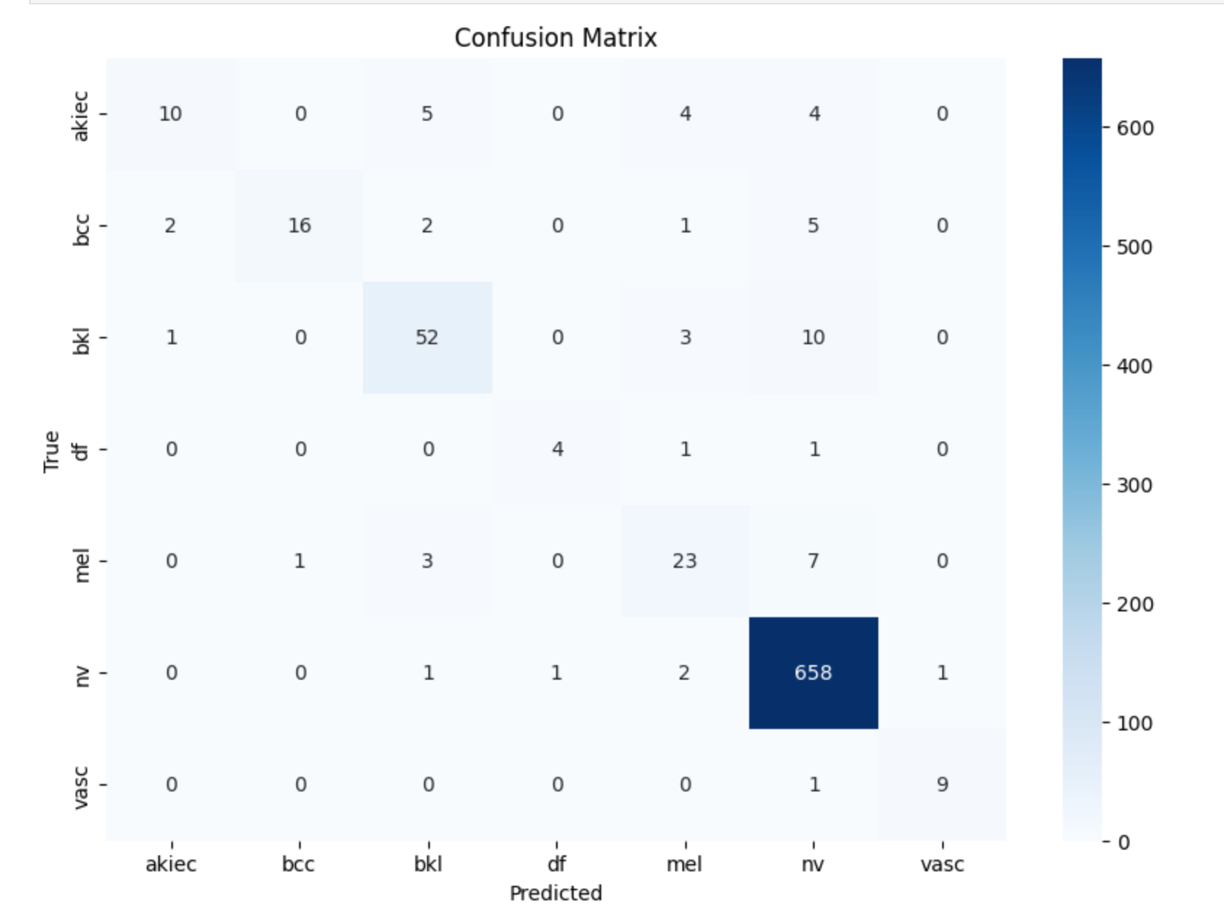 Confusion Matrix
akiec 10 0 5 0 4 4 0
bcc 2 16 2 0 1 5 0
bkl 1 0 52 0 3 10 0
df 0 0 0 4 1 1 0
mel 0 1 3 0 23 7 0
nv 0 0 1 1 2 658 1
vasc 0 0 0 0 0 1 9
True
akiec bcc bkl df mel nv vasc
Predicted
600
500
400
300
200
100
0